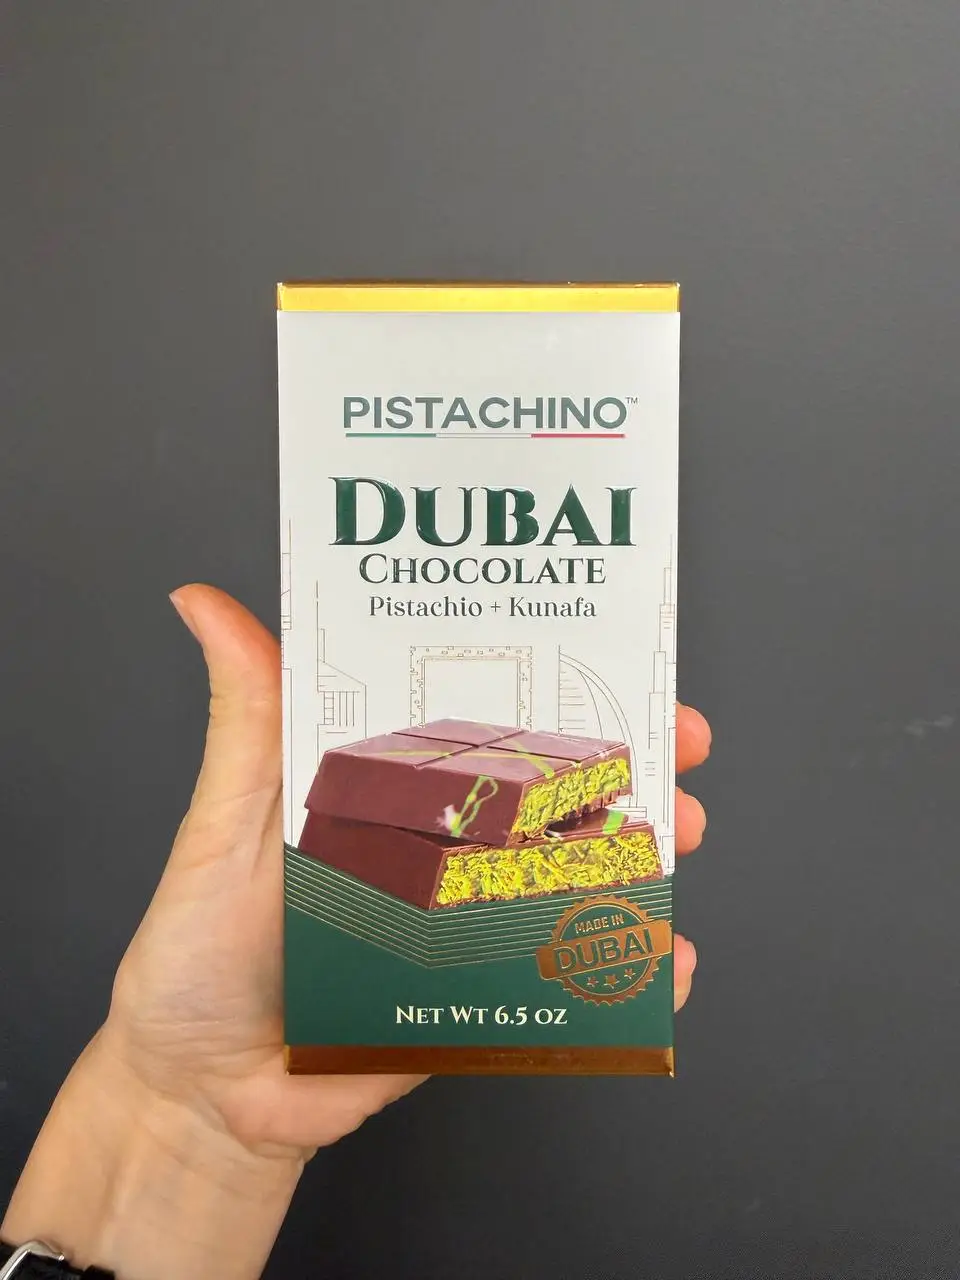 PISTACHINO™
DUBAI
CHOCOLATE
Pistachio + Kunafa
MADE IN
DUBAI
NET WT 6.5 OZ